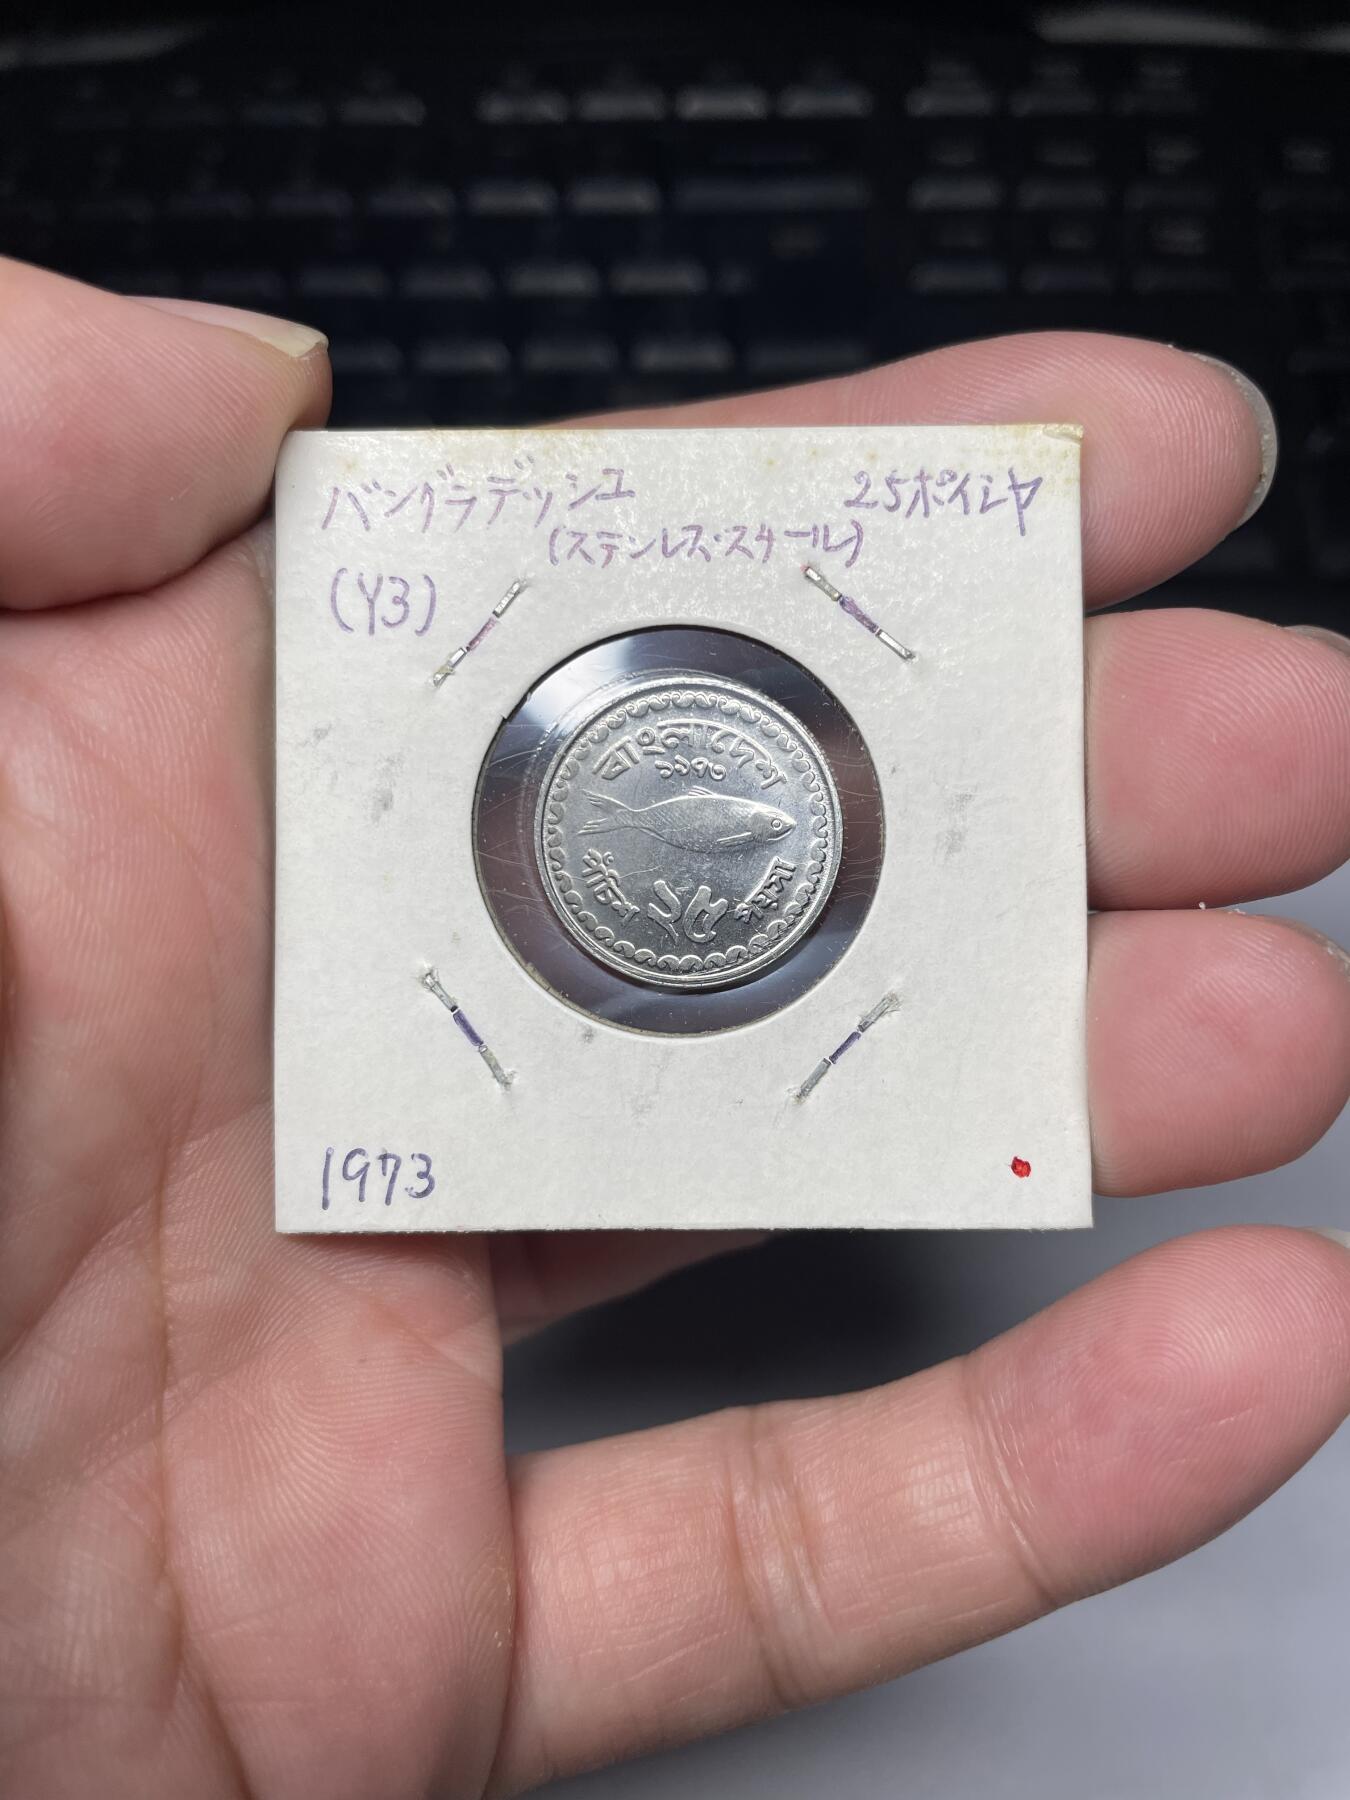 バングラデッシュ 25ポイシャ
(ステンレス・スチール)
(Y3)
বাংলাদেশ
১৯৭৩
পঁচিশ ২৫ পয়সা
1973